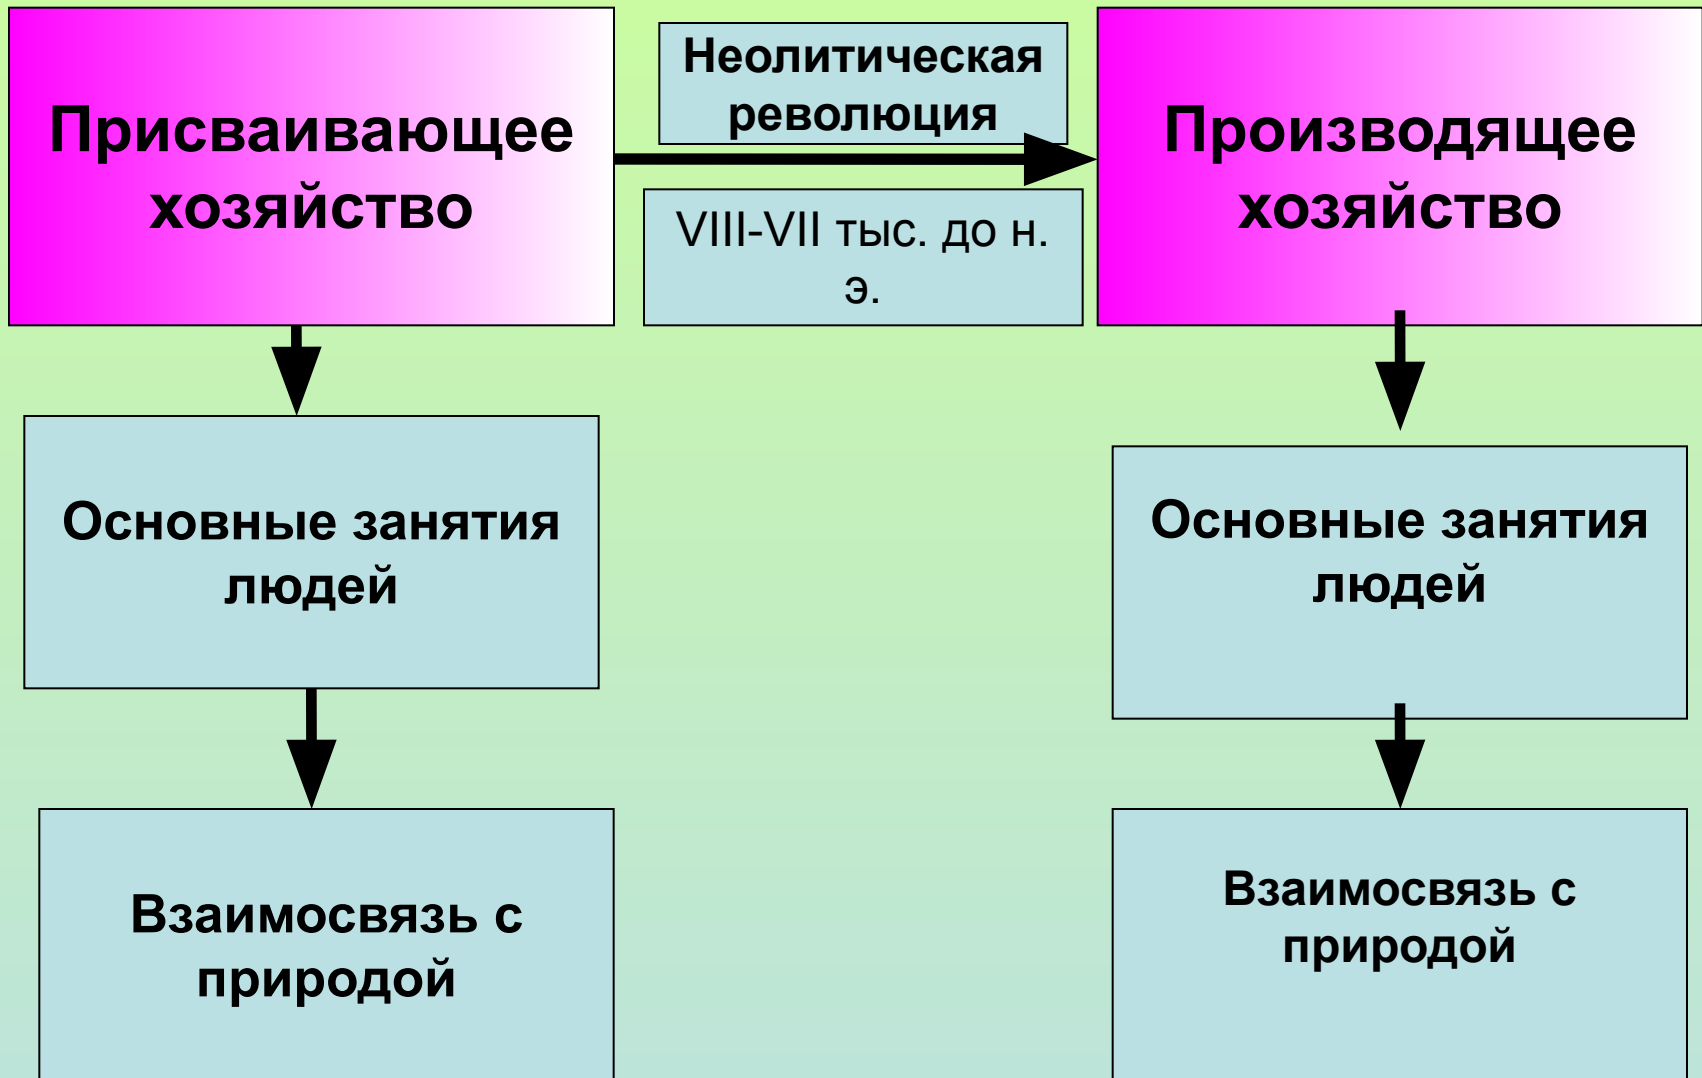 Присваивающее
хозяйство
Неолитическая
революция
VIII-VII тыс. до н.
э.
Производящее
хозяйство
Основные занятия
людей
Основные занятия
людей
Взаимосвязь с
природой
Взаимосвязь с
природой